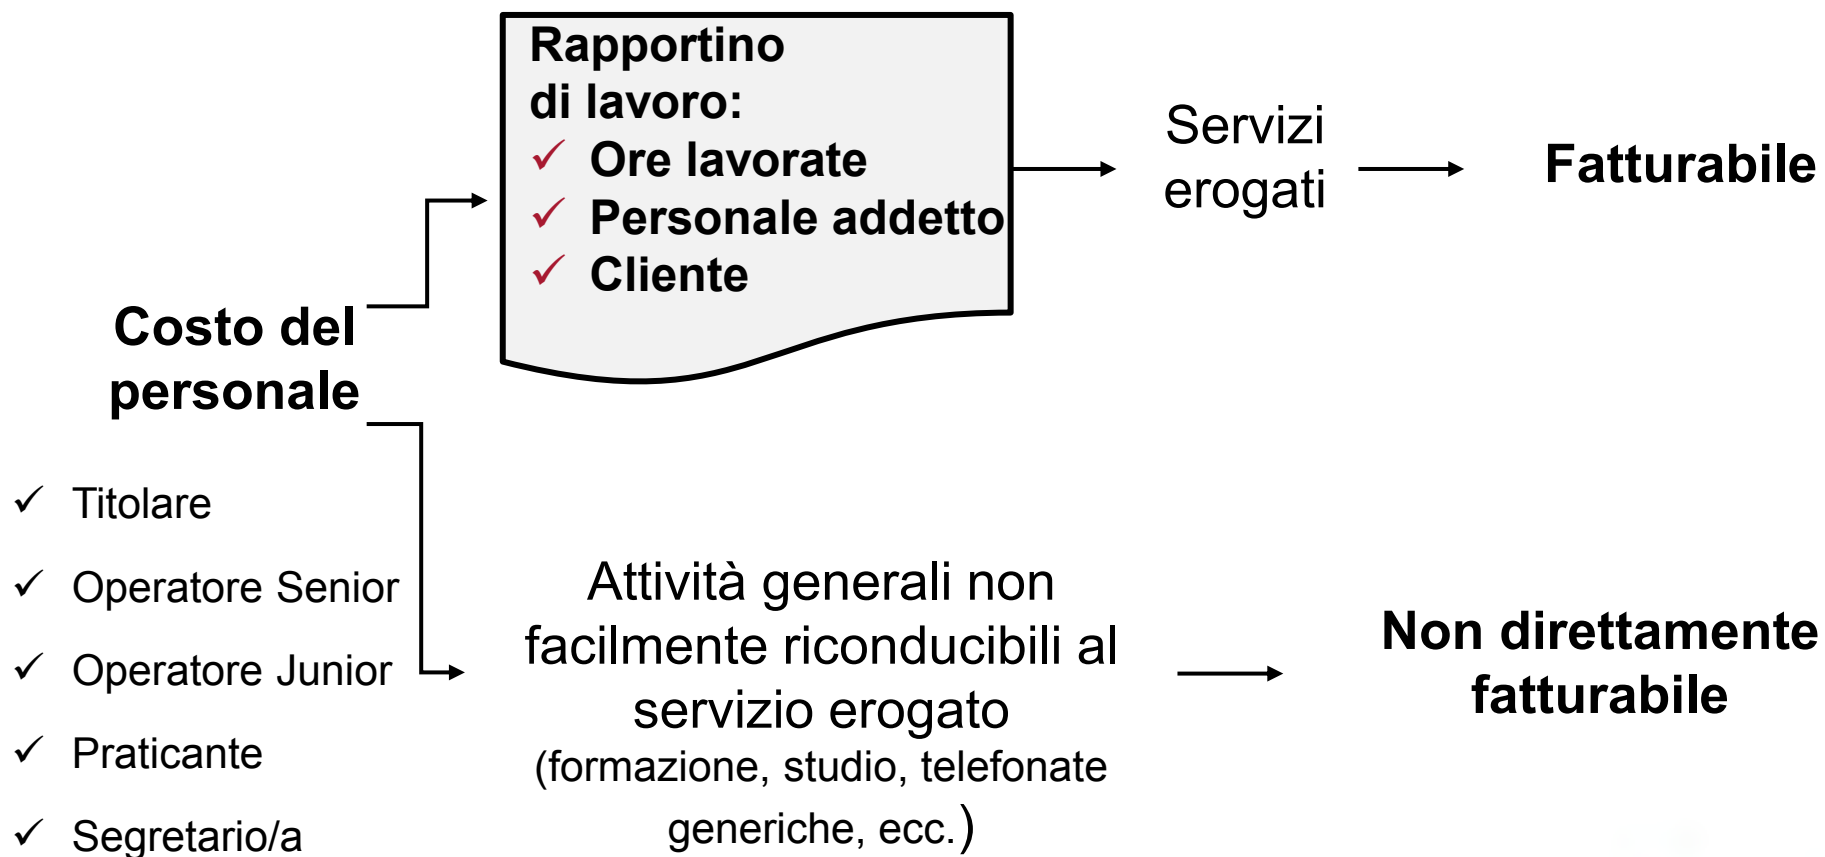 Rapportino
di lavoro:
✓ Ore lavorate
✓ Personale addetto
✓ Cliente
Servizi
erogati
Fatturabile
Costo del
personale
✓ Titolare
✓ Operatore Senior
✓ Operatore Junior
✓ Praticante
✓ Segretario/a
Attività generali non
facilmente riconducibili al
servizio erogato
(formazione, studio, telefonate
generiche, ecc.)
Non direttamente
fatturabile